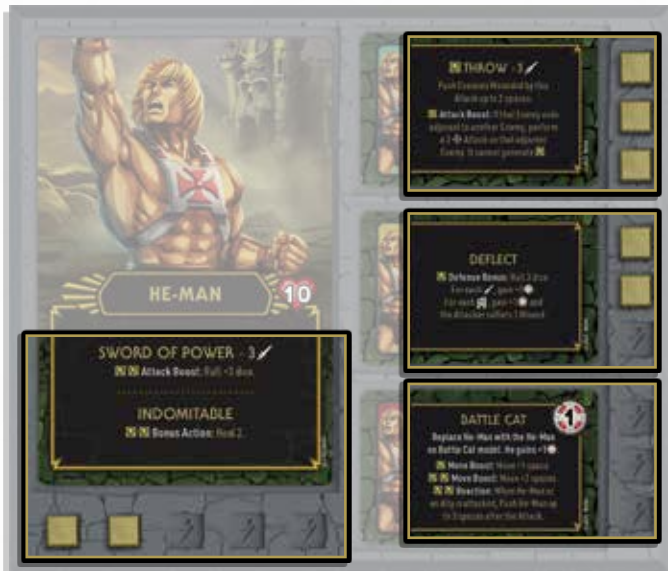 HE-MAN
10
SWORD OF POWER - 3
Attack Boost: Roll +3 dice.
INDOMITABLE
Bonus Action: Heal 2.
THROW - 3
Push Enemies Wounded by this
Attack up to 2 spaces.
Attack Boost: If that Enemy ends
adjacent to another Enemy, perform
a 3 Attack on that adjacent
Enemy. It cannot generate
DEFLECT
Defense Bonus: Roll 3 dice.
For each , gain +1
For each , gain +1 and
the Attacker suffers 1 Wound.
BATTLE CAT
1
Replace He-Man with the He-Man
on Battle Cat model. He gains +1
Move Boost: Move +1 space.
Move Boost: Move +3 spaces.
Reaction: When He-Man or
an Ally is attacked, Push He-Man up
to 3 spaces after the Attack.